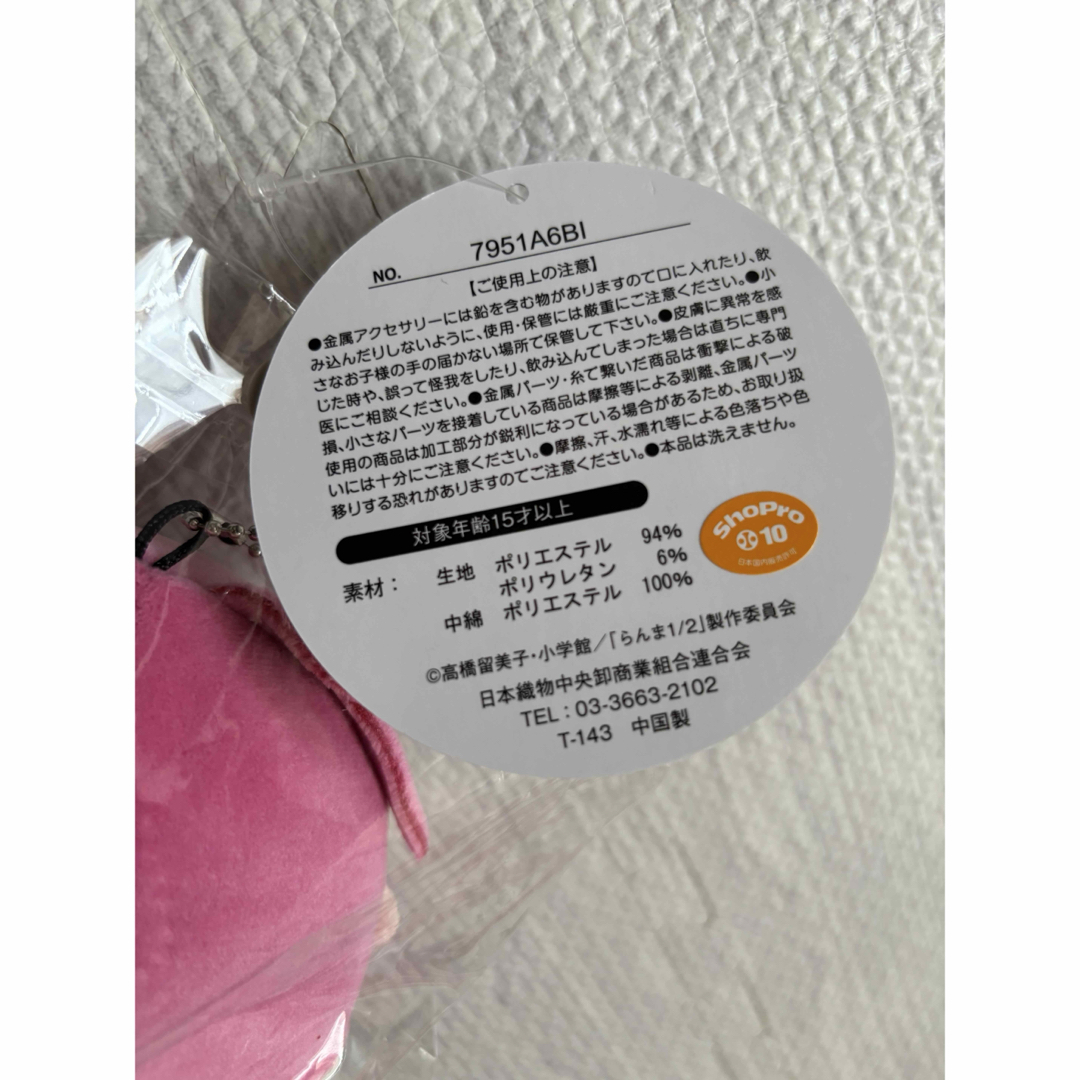 NO. 7951A6BI
【ご使用上の注意】
●金属アクセサリーには鉛を含む物がありますので口に入れたり、飲
み込んだりしないように、使用・保管には厳重にご注意ください。●小
さなお子様の手の届かない場所で保管して下さい。●皮膚に異常を感
じた時や、誤って怪我をしたり、飲み込んでしまった場合は直ちに専門
医にご相談ください。●金属パーツ・糸で繋いだ商品は衝撃による破
損、小さなパーツを接着している商品は摩擦等による剥離、金属パーツ
使用の商品は加工部分が鋭利になっている場合があるため、お取り扱
いには十分にご注意ください。●摩擦、汗、水濡れ等による色落ちや色
移りする恐れがありますのでご注意ください。●本品は洗えません。
対象年齢15才以上
素材： 生地 ポリエステル 94%
ポリウレタン 6%
中綿 ポリエステル 100%
ShoPro
10
日本国内販売許可
©高橋留美子・小学館／「らんま1/2」製作委員会
日本織物中央卸商業組合連合会
TEL：03-3663-2102
T-143 中国製